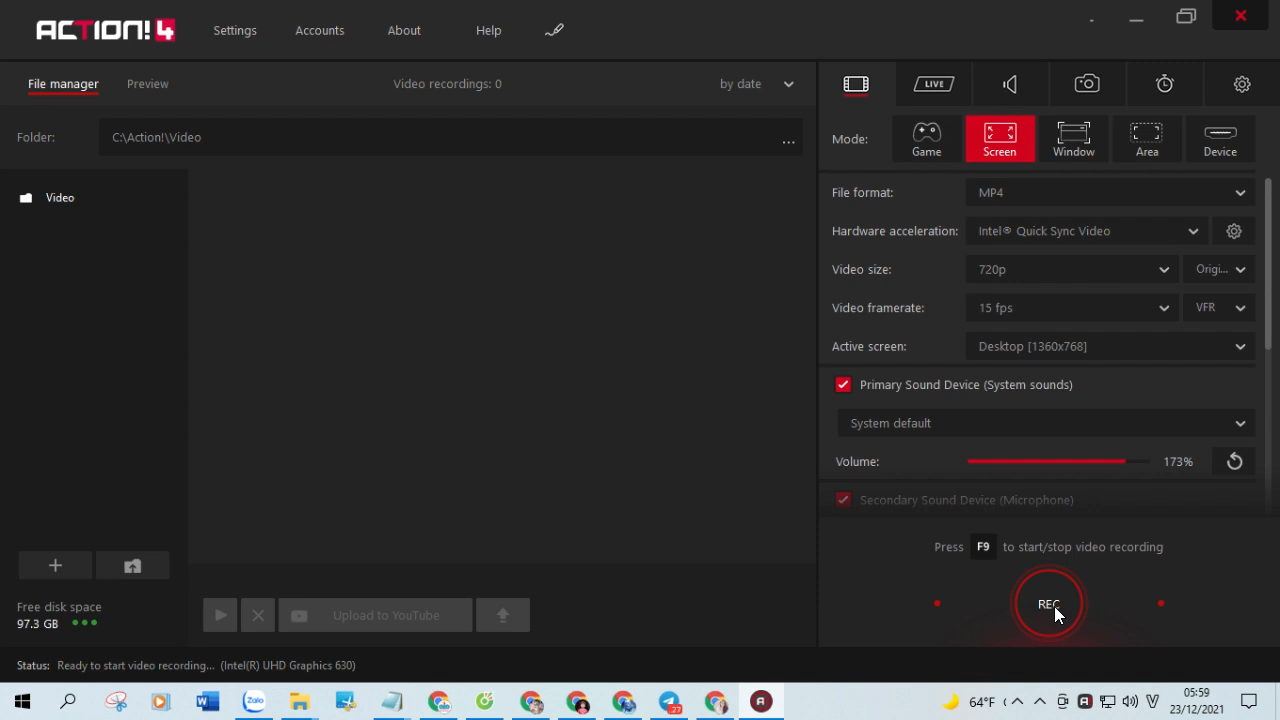 ACTION! 4
Settings
Accounts
About
Help
File manager
Preview
Video recordings: 0
by date
LIVE
Folder:
C:\Action!\Video
...
Mode:
Game
Screen
Window
Area
Device
Video
File format:
MP4
Hardware acceleration:
Intel® Quick Sync Video
Video size:
720p
Origi...
Video framerate:
15 fps
VFR
Active screen:
Desktop [1360x768]
Primary Sound Device (System sounds)
System default
Volume:
173%
Secondary Sound Device (Microphone)
Press F9 to start/stop video recording
REC
Free disk space
97.3 GB
Upload to YouTube
Status: Ready to start video recording... (Intel(R) UHD Graphics 630)
Zalo
27
64°F
05:59
23/12/2021